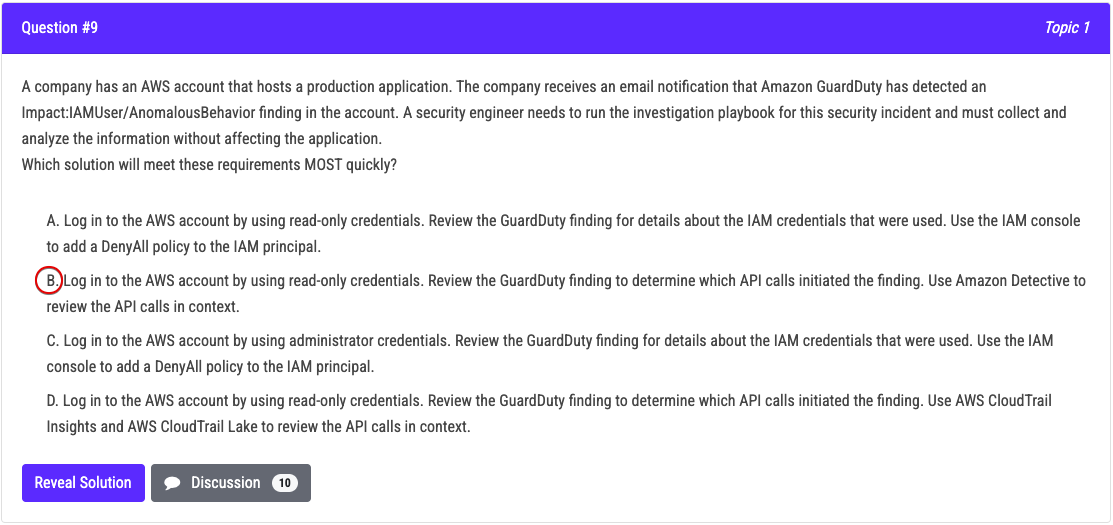 Question #9
Topic 1
A company has an AWS account that hosts a production application. The company receives an email notification that Amazon GuardDuty has detected an
Impact:IAMUser/AnomalousBehavior finding in the account. A security engineer needs to run the investigation playbook for this security incident and must collect and
analyze the information without affecting the application.
Which solution will meet these requirements MOST quickly?
A. Log in to the AWS account by using read-only credentials. Review the GuardDuty finding for details about the IAM credentials that were used. Use the IAM console
to add a DenyAll policy to the IAM principal.
B. Log in to the AWS account by using read-only credentials. Review the GuardDuty finding to determine which API calls initiated the finding. Use Amazon Detective to
review the API calls in context.
C. Log in to the AWS account by using administrator credentials. Review the GuardDuty finding for details about the IAM credentials that were used. Use the IAM
console to add a DenyAll policy to the IAM principal.
D. Log in to the AWS account by using read-only credentials. Review the GuardDuty finding to determine which API calls initiated the finding. Use AWS CloudTrail
Insights and AWS CloudTrail Lake to review the API calls in context.
Reveal Solution
Discussion 10